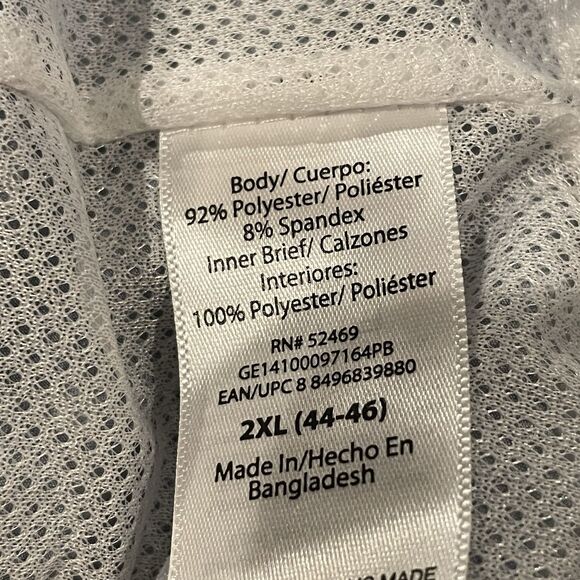 Body/ Cuerpo:
92% Polyester/ Poliéster
8% Spandex
Inner Brief/ Calzones
Interiores:
100% Polyester/ Poliéster
RN# 52469
GE14100097164PB
EAN/UPC 8 8496839880
2XL (44-46)
Made In/Hecho En
Bangladesh
MADE